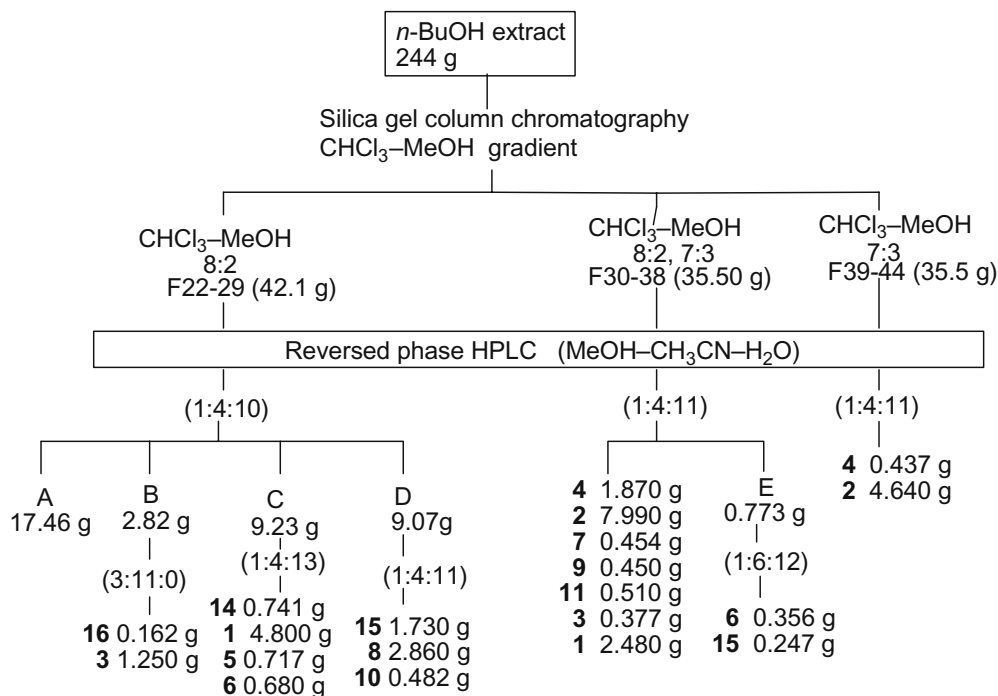 n-BuOH extract
244 g
Silica gel column chromatography
CHCl₃–MeOH gradient
CHCl₃–MeOH
8:2
F22-29 (42.1 g)
CHCl₃–MeOH
8:2, 7:3
F30-38 (35.50 g)
CHCl₃–MeOH
7:3
F39-44 (35.5 g)
Reversed phase HPLC (MeOH–CH₃CN–H₂O)
(1:4:10)
A
17.46 g
B
2.82 g
(3:11:0)
16 0.162 g
3 1.250 g
C
9.23 g
(1:4:13)
14 0.741 g
1 4.800 g
5 0.717 g
6 0.680 g
D
9.07g
(1:4:11)
15 1.730 g
8 2.860 g
10 0.482 g
(1:4:11)
4 1.870 g
2 7.990 g
7 0.454 g
9 0.450 g
11 0.510 g
3 0.377 g
1 2.480 g
E
0.773 g
(1:6:12)
6 0.356 g
15 0.247 g
(1:4:11)
4 0.437 g
2 4.640 g